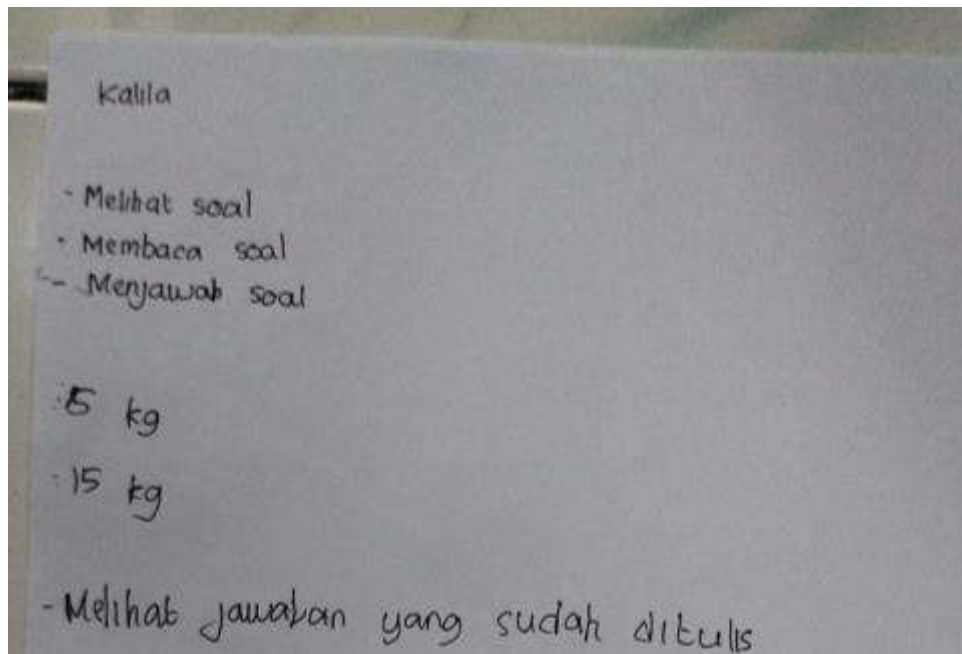 Kalila
- Melihat soal
- Membaca soal
- Menjawab soal
: 5 kg
: 15 kg
- Melihat jawaban yang sudah ditulis